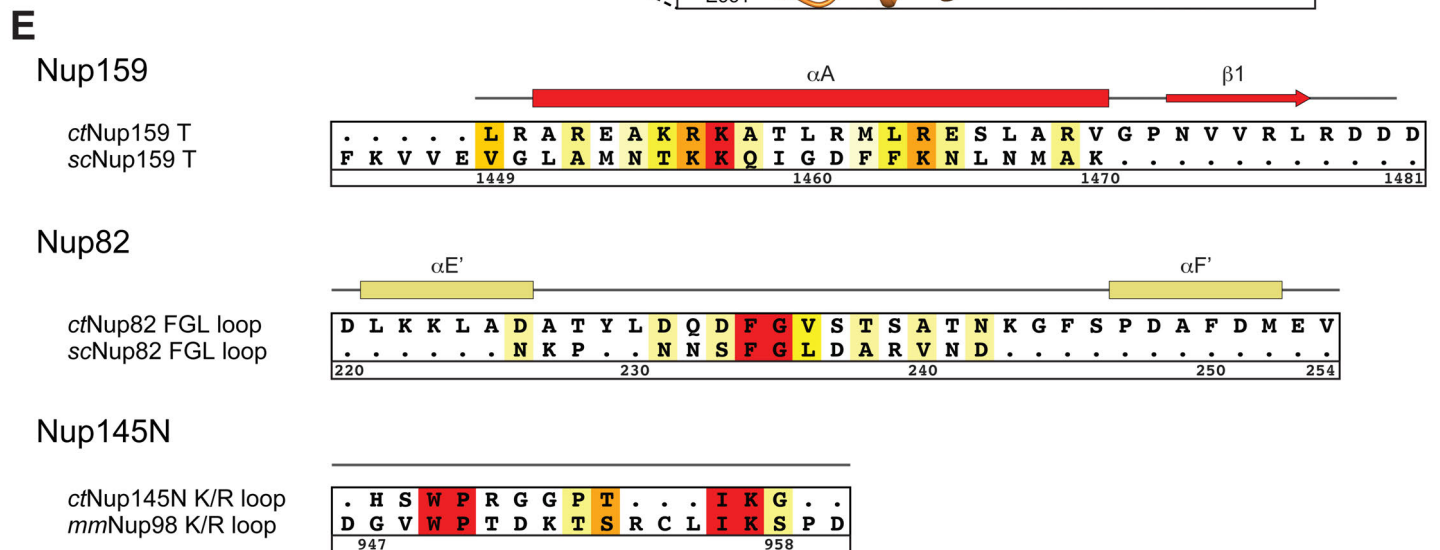 E
Nup159
αA β1
ctNup159 T . . . . . L R A R E A K R K A T L R M L R E S L A R V G P N V V R L R D D D
scNup159 T F K V V E V G L A M N T K K Q I G D F F K N L N M A K . . . . . . . . . . .
1449 1460 1470 1481
Nup82
αE’ αF’
ctNup82 FGL loop D L K K L A D A T Y L D Q D F G V S T S A T N K G F S P D A F D M E V
scNup82 FGL loop . . . . . . N K P . . N N S F G L D A R V N D . . . . . . . . . . . .
220 230 240 250 254
Nup145N
ctNup145N K/R loop . H S W P R G G P T . . . I K G . .
mmNup98 K/R loop D G V W P T D K T S R C L I K S P D
947 958